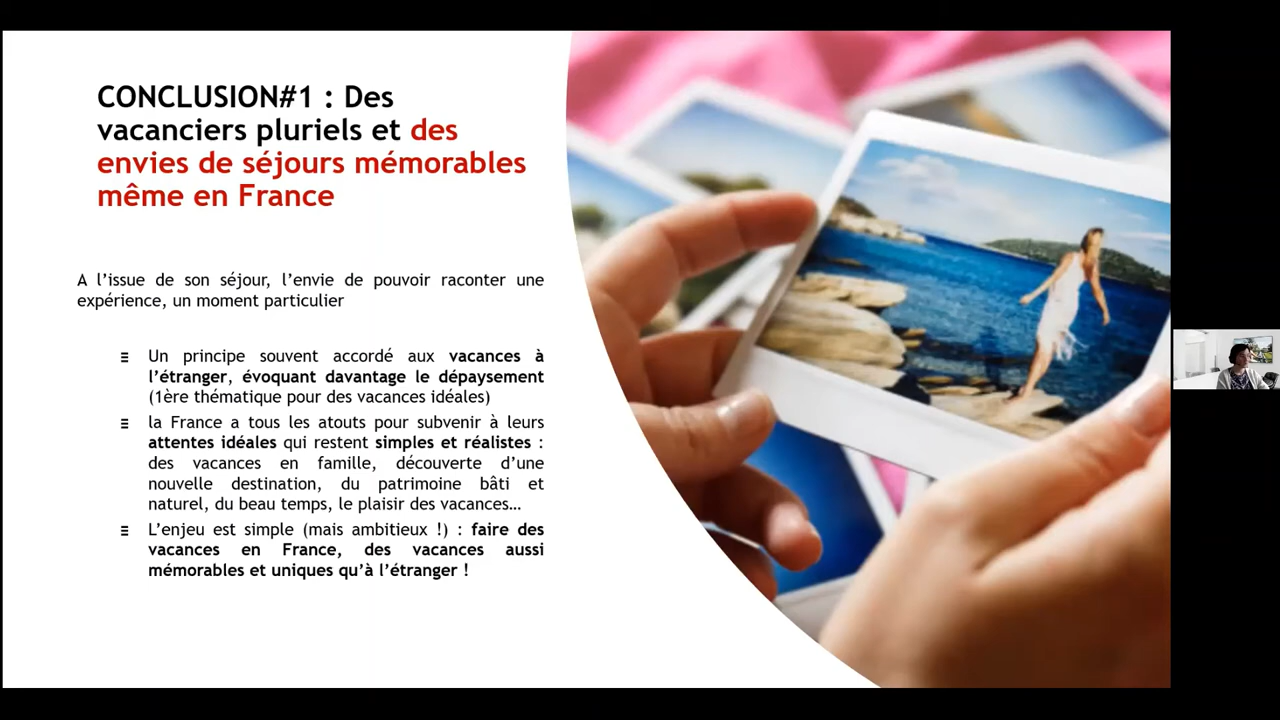 CONCLUSION#1 : Des
vacanciers pluriels et des
envies de séjours mémorables
même en France
A l’issue de son séjour, l’envie de pouvoir raconter une
expérience, un moment particulier
Un principe souvent accordé aux vacances à
l’étranger, évoquant davantage le dépaysement
(1ère thématique pour des vacances idéales)
la France a tous les atouts pour subvenir à leurs
attentes idéales qui restent simples et réalistes :
des vacances en famille, découverte d’une
nouvelle destination, du patrimoine bâti et
naturel, du beau temps, le plaisir des vacances…
L’enjeu est simple (mais ambitieux !) : faire des
vacances en France, des vacances aussi
mémorables et uniques qu’à l’étranger !